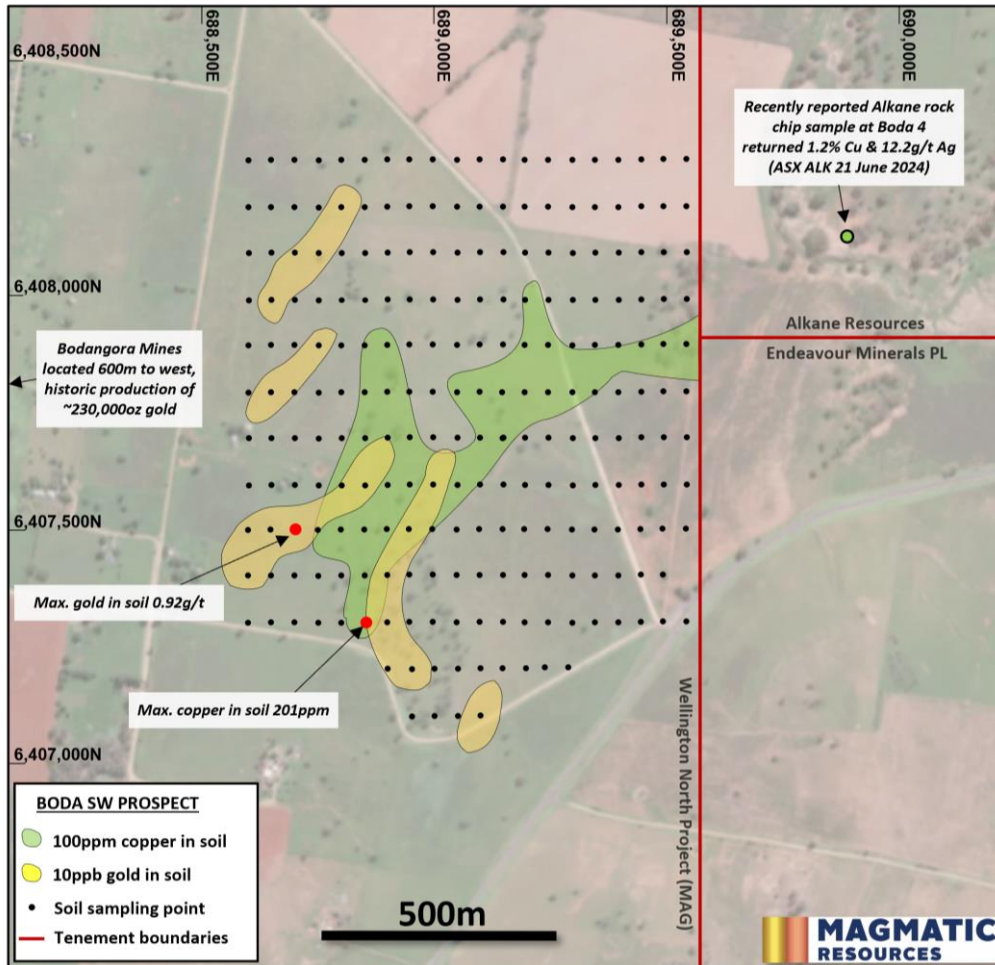 688,500E
689,000E
689,500E
690,000E
6,408,500N
Recently reported Alkane rock
chip sample at Boda 4
returned 1.2% Cu & 12.2g/t Ag
(ASX ALK 21 June 2024)
6,408,000N
Alkane Resources
Endeavour Minerals PL
Bodangora Mines
located 600m to west,
historic production of
~230,000oz gold
6,407,500N
Max. gold in soil 0.92g/t
Max. copper in soil 201ppm
Wellington North Project (MAG)
6,407,000N
BODA SW PROSPECT
100ppm copper in soil
10ppb gold in soil
Soil sampling point
Tenement boundaries
500m
MAGMATIC
RESOURCES